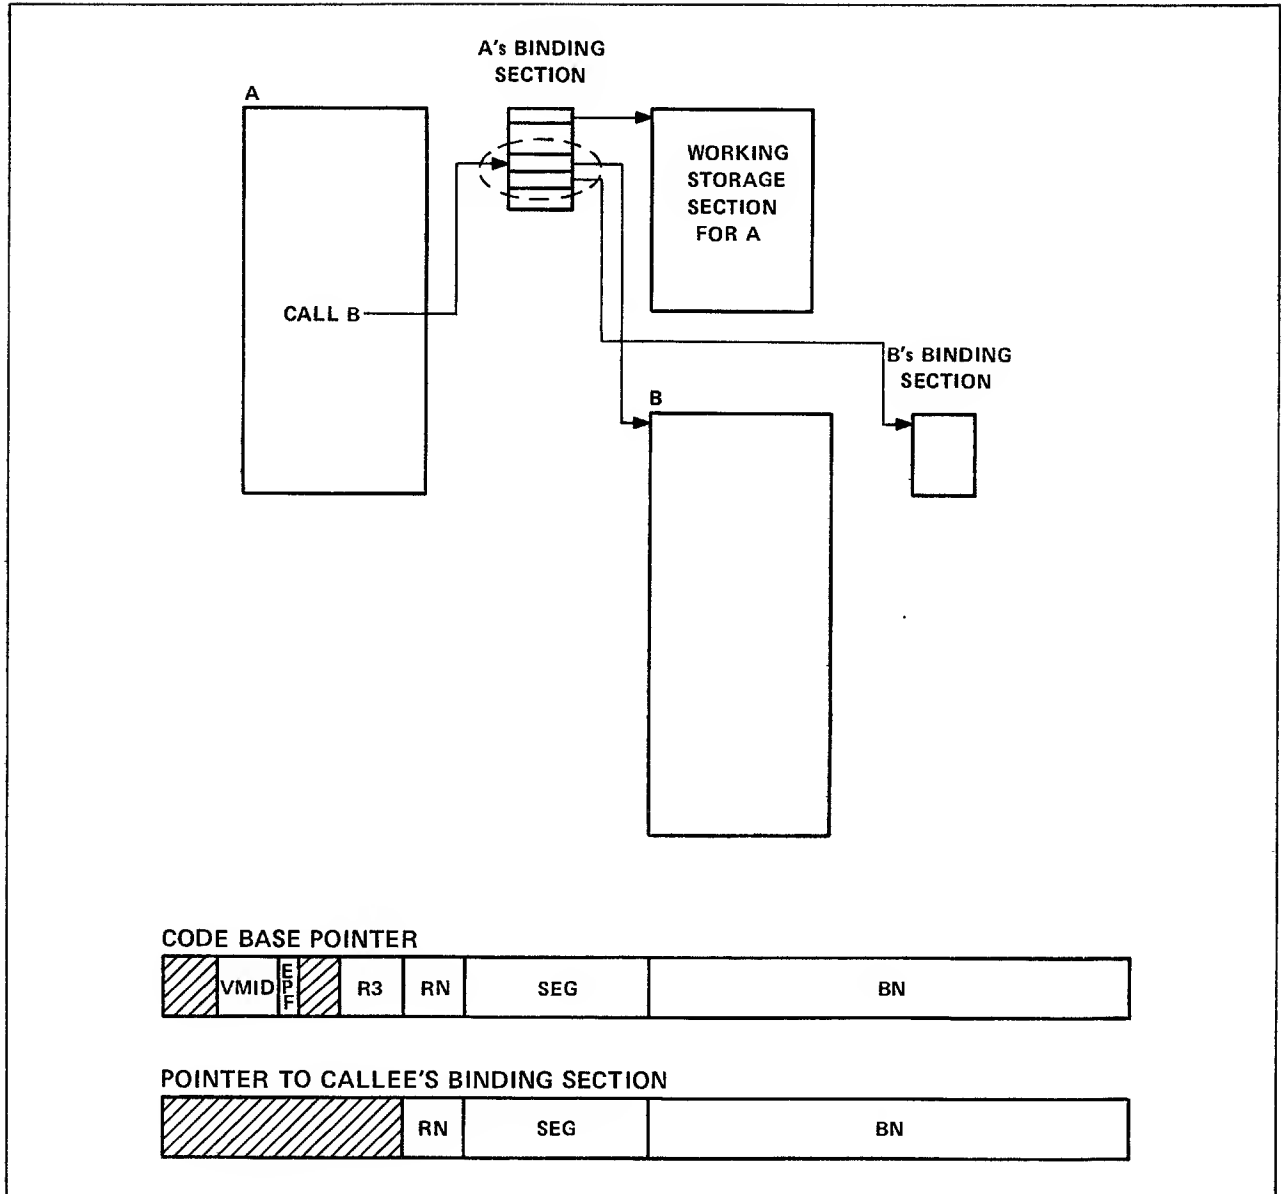 A's BINDING
SECTION
A
WORKING
STORAGE
SECTION
FOR A
CALL B
B's BINDING
SECTION
B
CODE BASE POINTER
VMID EPF R3 RN SEG BN
POINTER TO CALLEE'S BINDING SECTION
RN SEG BN